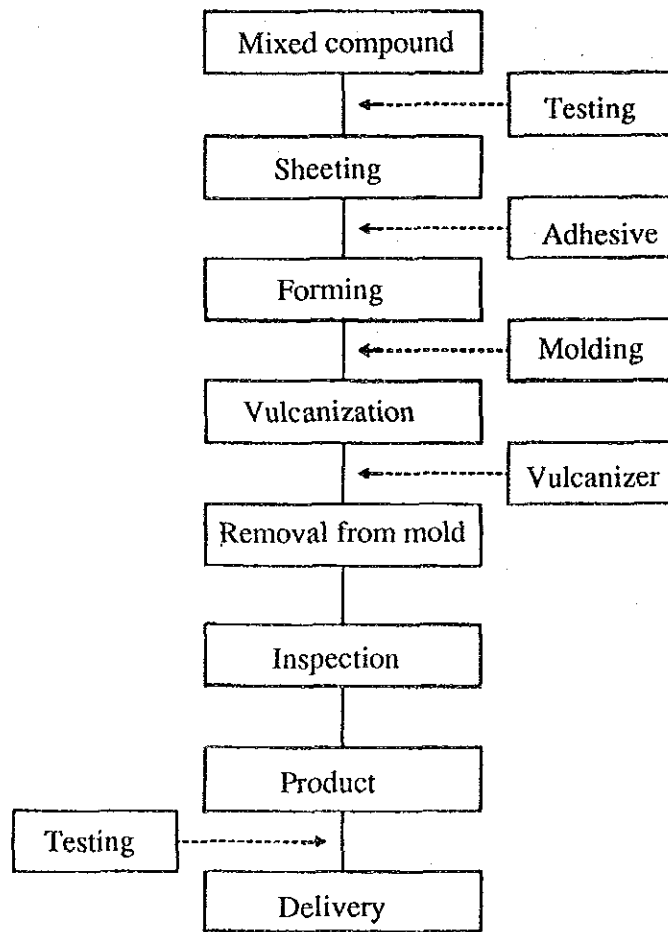 Mixed compound
Testing
Sheeting
Adhesive
Forming
Molding
Vulcanization
Vulcanizer
Removal from mold
Inspection
Product
Testing
Delivery